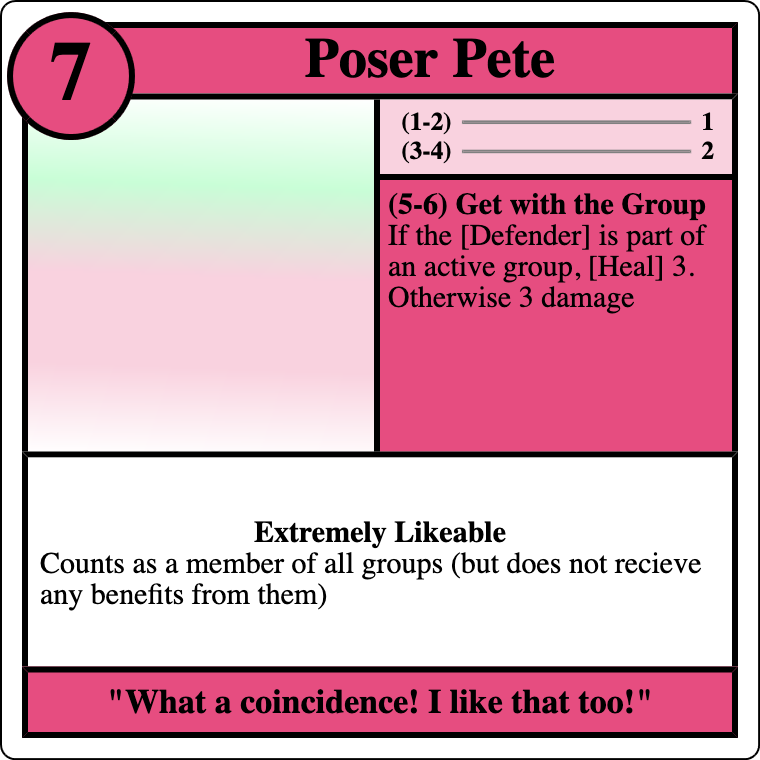 7
Poser Pete
(1-2) 1
(3-4) 2
(5-6) Get with the Group
If the [Defender] is part of
an active group, [Heal] 3.
Otherwise 3 damage
Extremely Likeable
Counts as a member of all groups (but does not recieve
any benefits from them)
"What a coincidence! I like that too!"